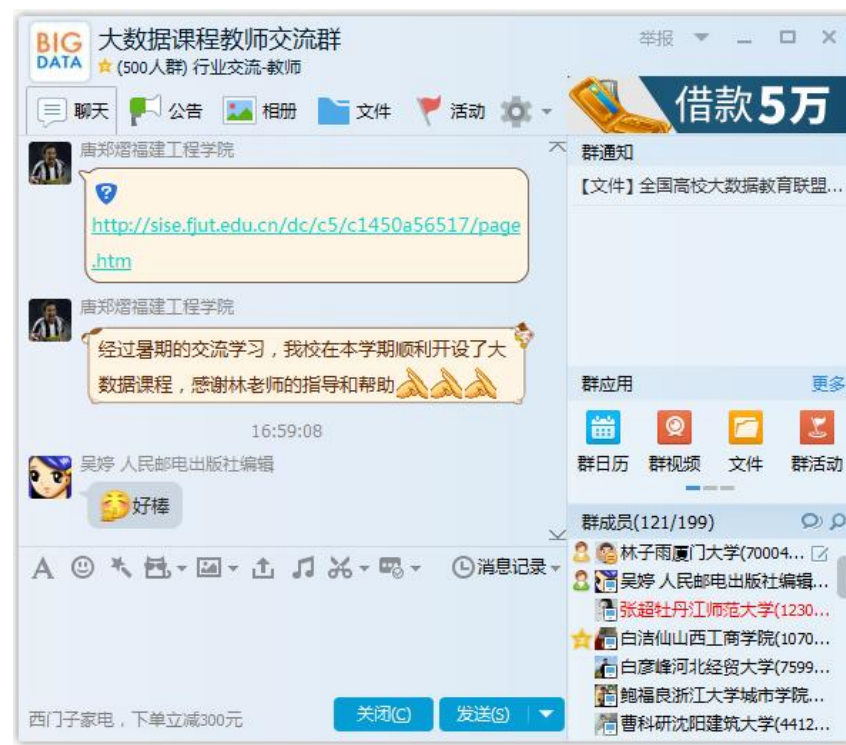 BIG
DATA
大数据课程教师交流群
(500人群) 行业交流-教师
举报
聊天 公告 相册 文件 活动
借款5万
唐郑熠福建工程学院
http://sise.fjut.edu.cn/dc/c5/c1450a56517/page
.htm
唐郑熠福建工程学院
经过暑期的交流学习，我校在本学期顺利开设了大
数据课程，感谢林老师的指导和帮助
16:59:08
吴婷 人民邮电出版社编辑
好棒
消息记录
西门子家电，下单立减300元
关闭(C) 发送(S)
群通知
【文件】全国高校大数据教育联盟...
群应用 更多
群日历 群视频 文件 群活动
群成员(121/199)
林子雨厦门大学(70004...
吴婷 人民邮电出版社编辑...
张超牡丹江师范大学(1230...
白洁仙山西工商学院(1070...
白彦峰河北经贸大学(7599...
鲍福良浙江大学城市学院...
曹科研沈阳建筑大学(4412...